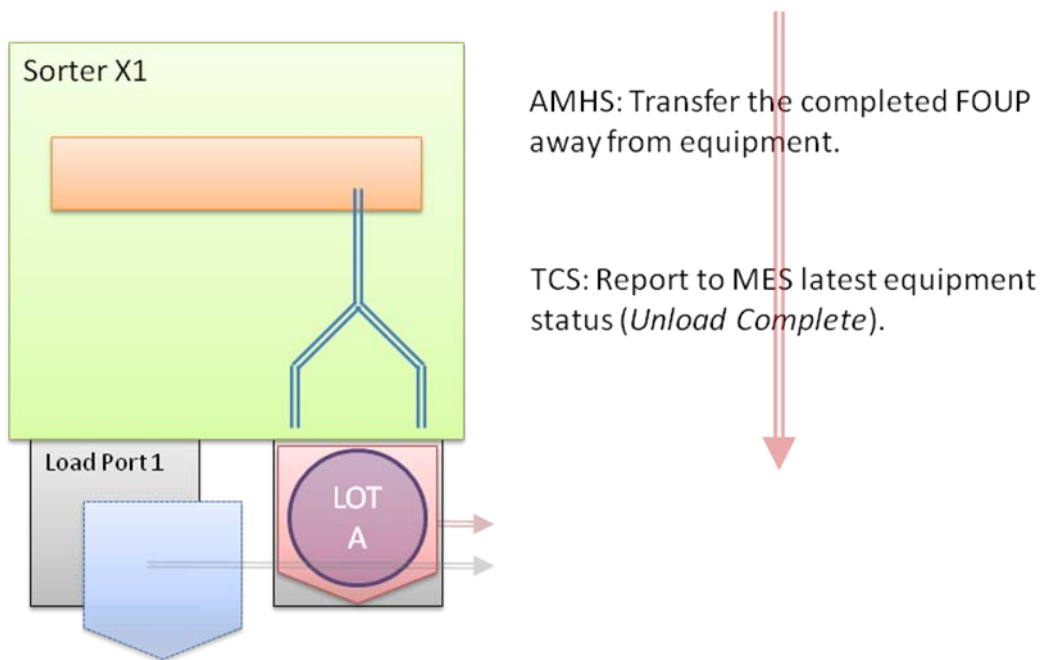 Sorter X1
AMHS: Transfer the completed FOUP
away from equipment.
TCS: Report to MES latest equipment
status (Unload Complete).
Load Port 1
LOT
A